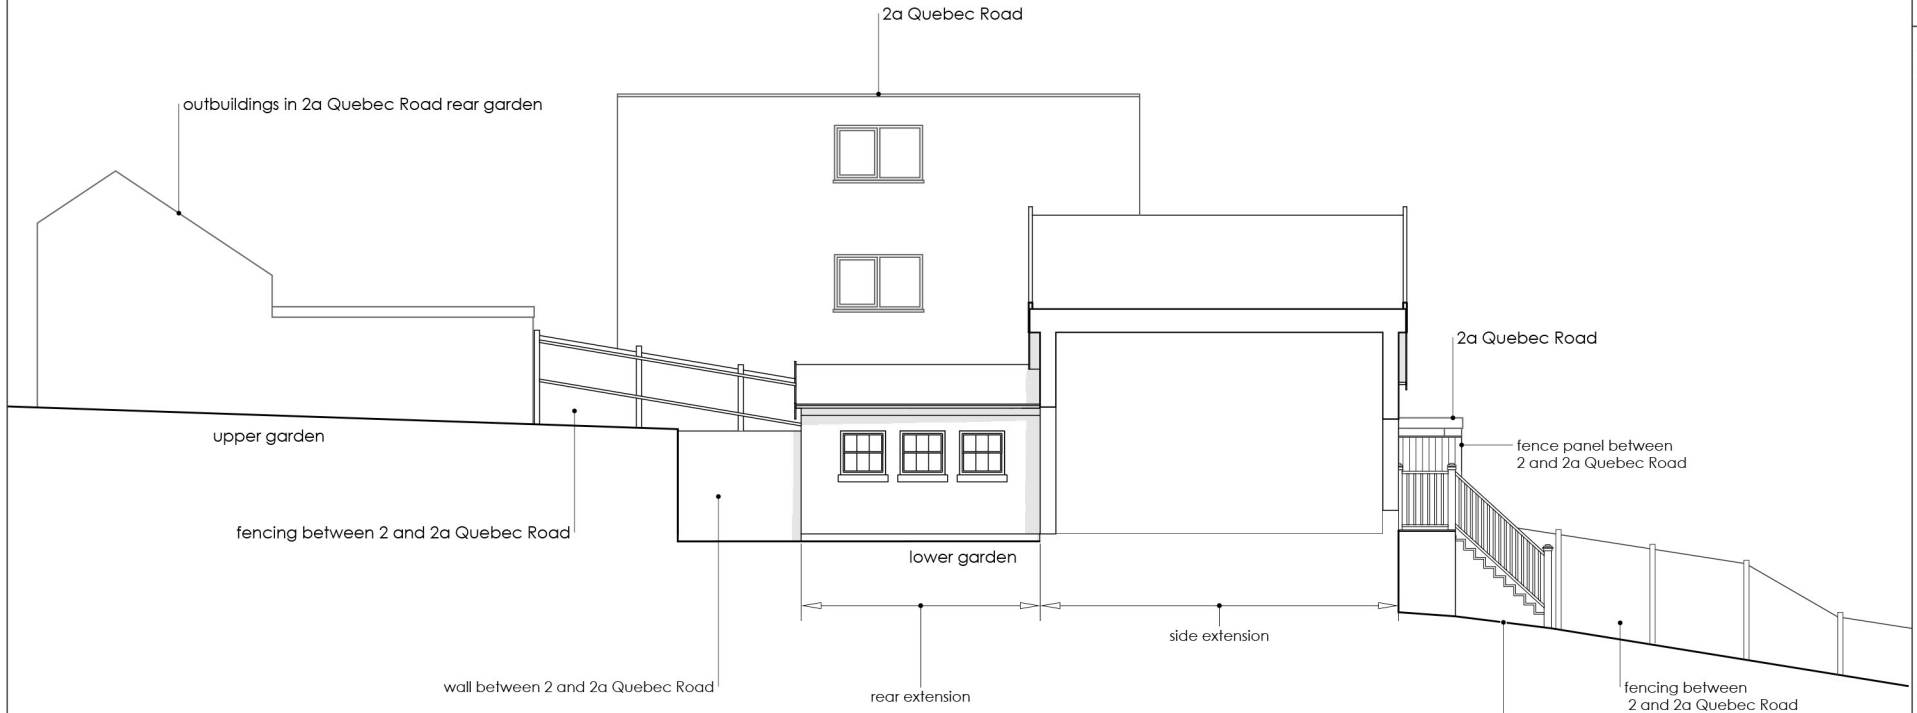 2a Quebec Road
outbuildings in 2a Quebec Road rear garden
2a Quebec Road
upper garden
fence panel between
2 and 2a Quebec Road
fencing between 2 and 2a Quebec Road
lower garden
side extension
wall between 2 and 2a Quebec Road
rear extension
fencing between
2 and 2a Quebec Road